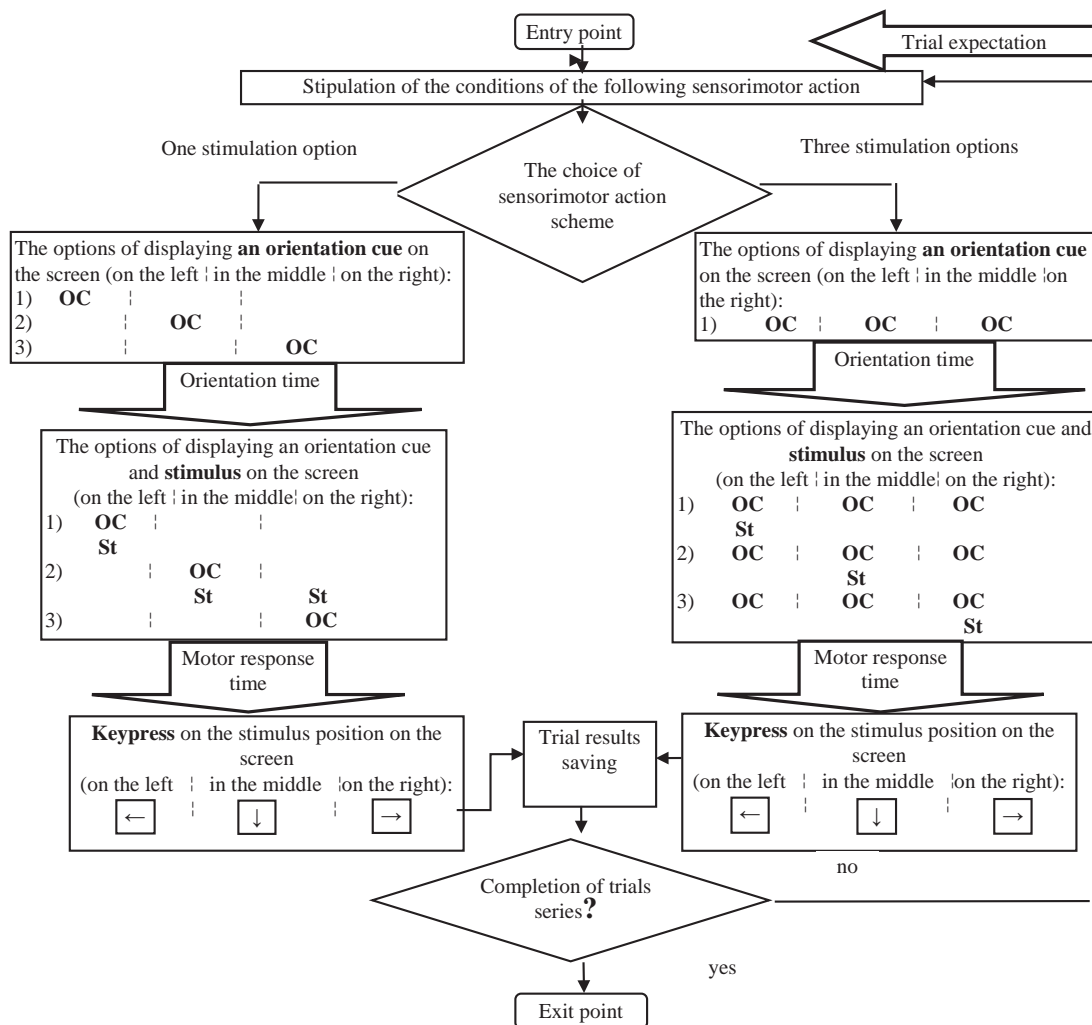 Entry point
Trial expectation
Stipulation of the conditions of the following sensorimotor action
One stimulation option
Three stimulation options
The choice of
sensorimotor action
scheme
The options of displaying an orientation cue on
the screen (on the left ¦ in the middle ¦ on the right):
1) OC ¦ ¦
2) ¦ OC ¦
3) ¦ ¦ OC
Orientation time
The options of displaying an orientation cue
and stimulus on the screen
(on the left ¦ in the middle¦ on the right):
1) OC ¦ ¦
St
2) ¦ OC ¦
St St
3) ¦ ¦ OC
Motor response
time
Keypress on the stimulus position on the
screen
(on the left ¦ in the middle ¦on the right):
← ¦ ↓ ¦ →
The options of displaying an orientation cue
on the screen (on the left ¦ in the middle ¦on
the right):
1) OC ¦ OC ¦ OC
Orientation time
The options of displaying an orientation cue and
stimulus on the screen
(on the left ¦ in the middle¦ on the right):
1) OC ¦ OC ¦ OC
St
2) OC ¦ OC ¦ OC
St
3) OC ¦ OC ¦ OC
St
Motor response
time
Keypress on the stimulus position on the
screen
(on the left ¦ in the middle ¦on the right):
← ¦ ↓ ¦ →
Trial results
saving
Completion of trials
series?
no
yes
Exit point